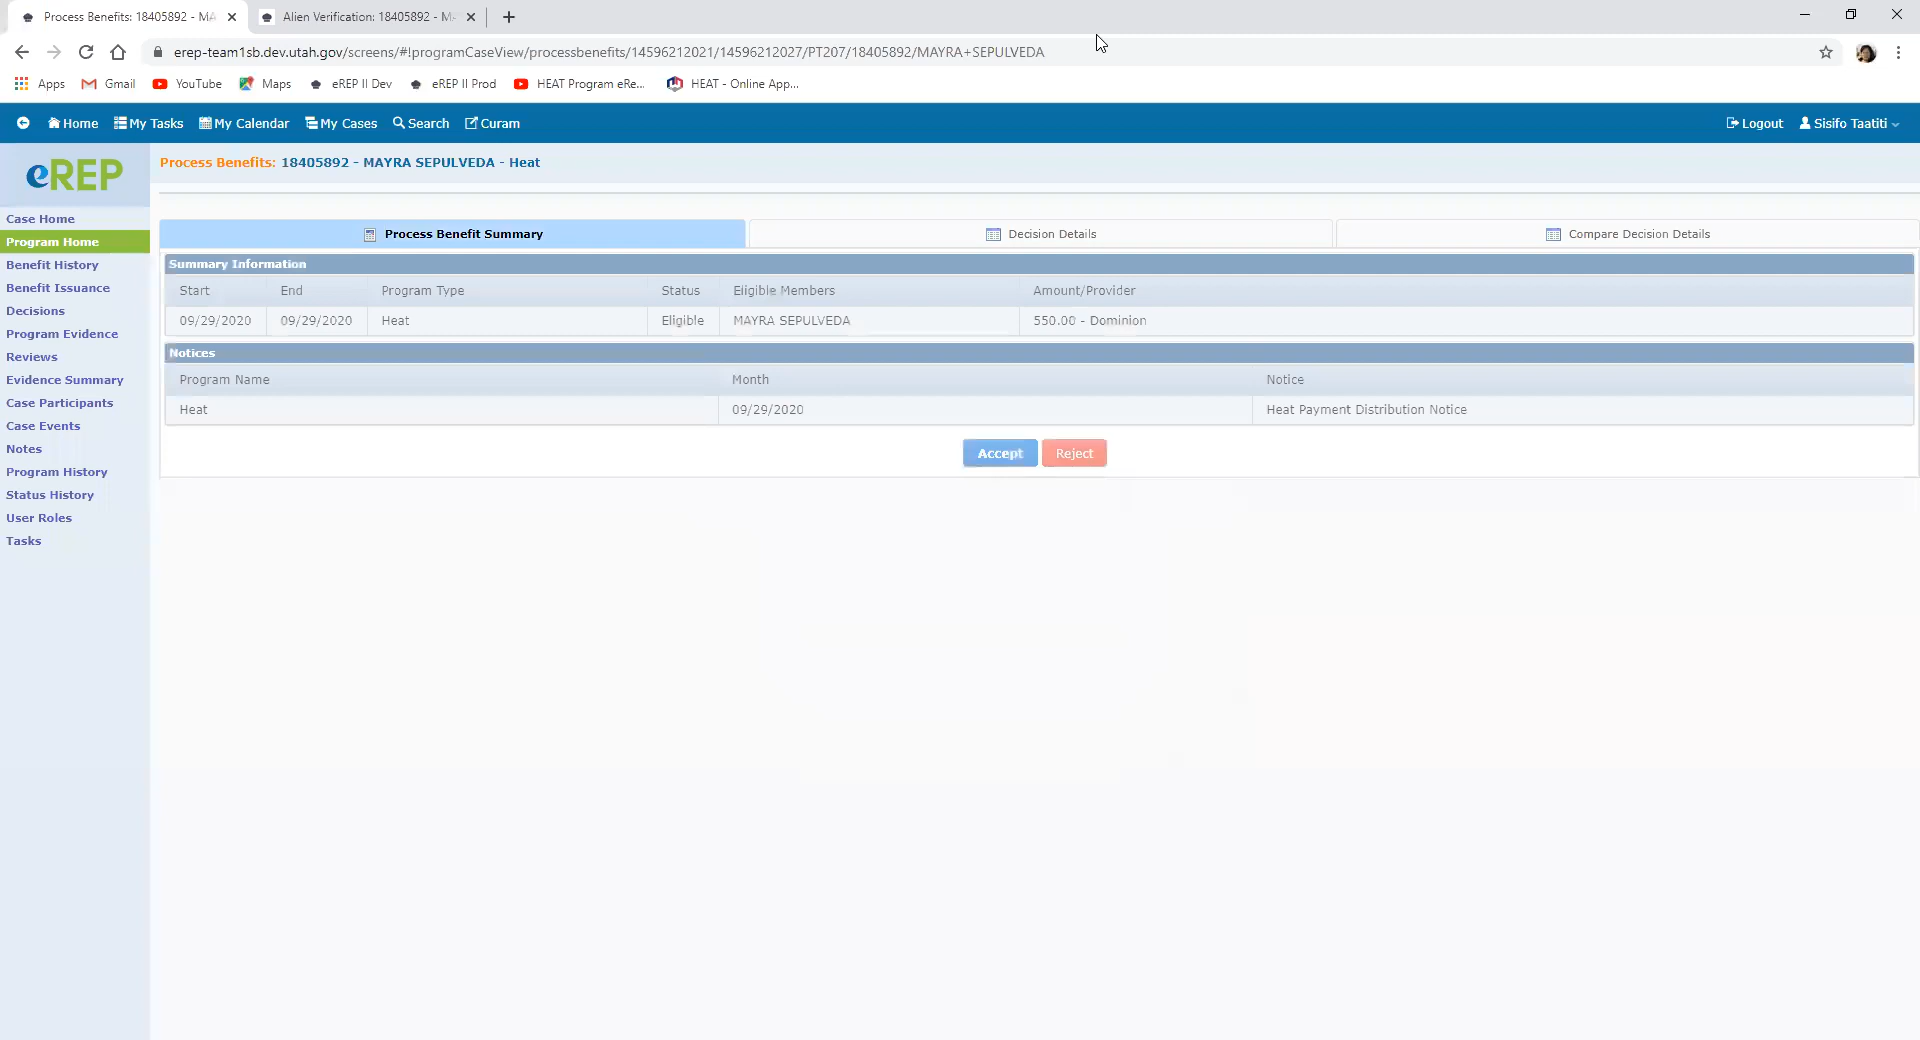 Process Benefits: 18405892 - MA
Alien Verification: 18405892 - M
erep-team1sb.dev.utah.gov/screens/#!programCaseView/processbenefits/14596212021/14596212027/PT207/18405892/MAYRA+SEPULVEDA
Apps Gmail YouTube Maps eREP II Dev eREP II Prod HEAT Program eRe... HEAT - Online App...
Home My Tasks My Calendar My Cases Search Curam Logout Sisifo Taatiti
eREP
Process Benefits: 18405892 - MAYRA SEPULVEDA - Heat
Case Home
Program Home
Benefit History
Benefit Issuance
Decisions
Program Evidence
Reviews
Evidence Summary
Case Participants
Case Events
Notes
Program History
Status History
User Roles
Tasks
Process Benefit Summary Decision Details Compare Decision Details
Summary Information
Start End Program Type Status Eligible Members Amount/Provider
09/29/2020 09/29/2020 Heat Eligible MAYRA SEPULVEDA 550.00 - Dominion
Notices
Program Name Month Notice
Heat 09/29/2020 Heat Payment Distribution Notice
Accept Reject